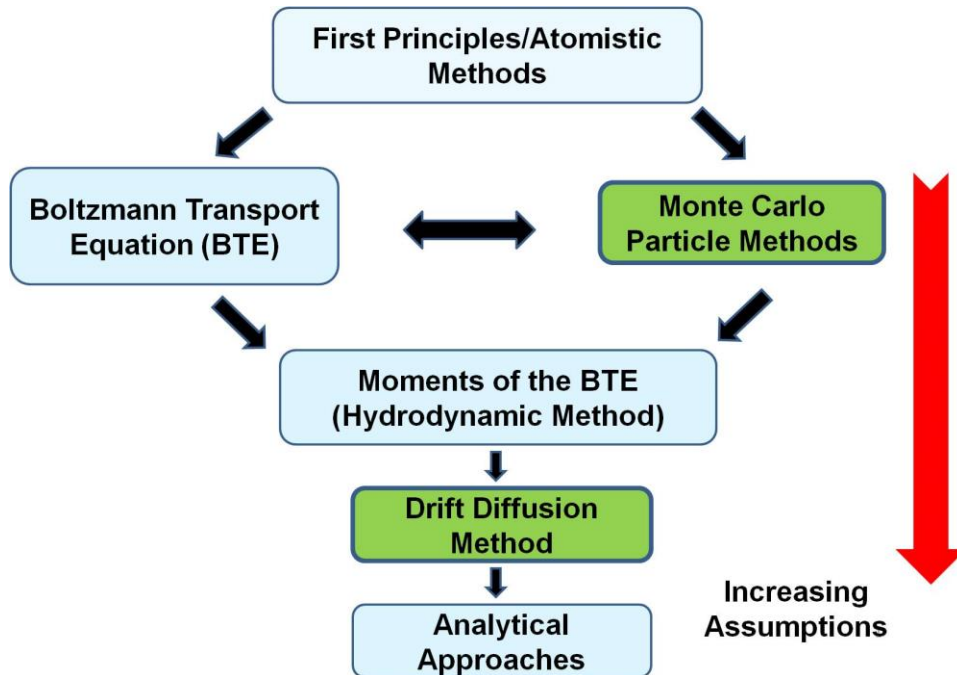 First Principles/Atomistic
Methods
Boltzmann Transport
Equation (BTE)
Monte Carlo
Particle Methods
Moments of the BTE
(Hydrodynamic Method)
Drift Diffusion
Method
Increasing
Assumptions
Analytical
Approaches